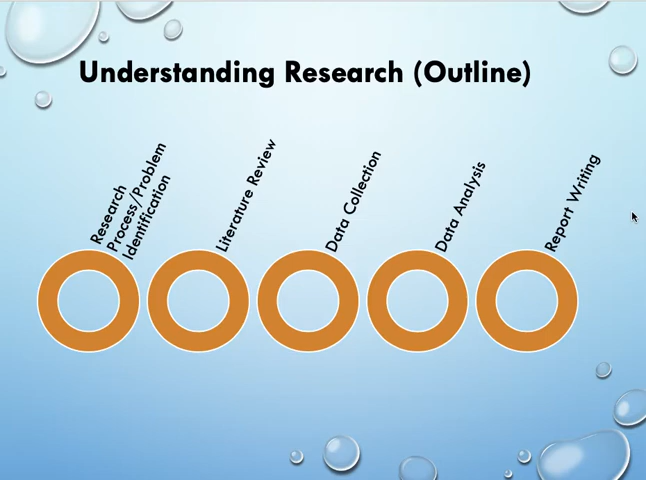 Understanding Research (Outline)
Research
Process/Problem
Identification
Literature Review
Data Collection
Data Analysis
Report Writing